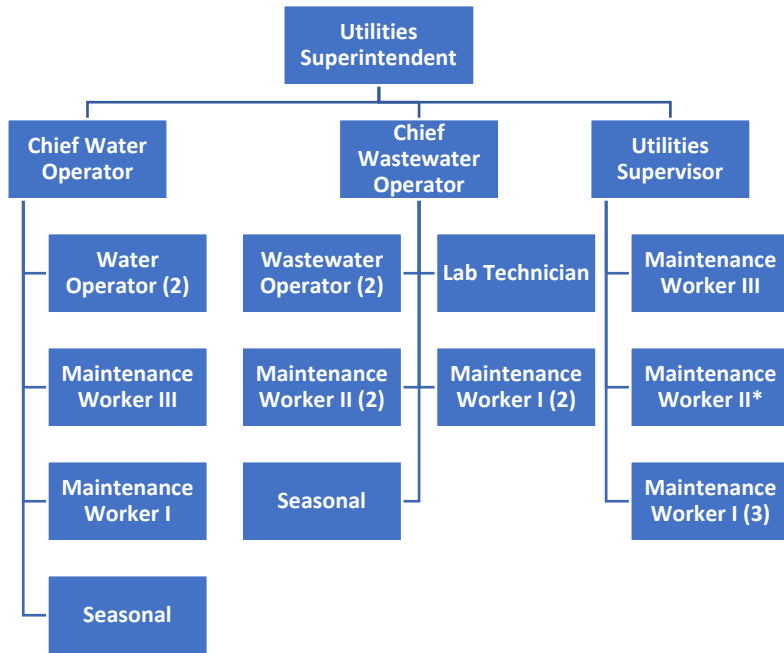 Utilities
Superintendent
Chief Water
Operator
Chief
Wastewater
Operator
Utilities
Supervisor
Water
Operator (2)
Wastewater
Operator (2)
Lab Technician
Maintenance
Worker III
Maintenance
Worker III
Maintenance
Worker II (2)
Maintenance
Worker I (2)
Maintenance
Worker II*
Maintenance
Worker I
Seasonal
Maintenance
Worker I (3)
Seasonal